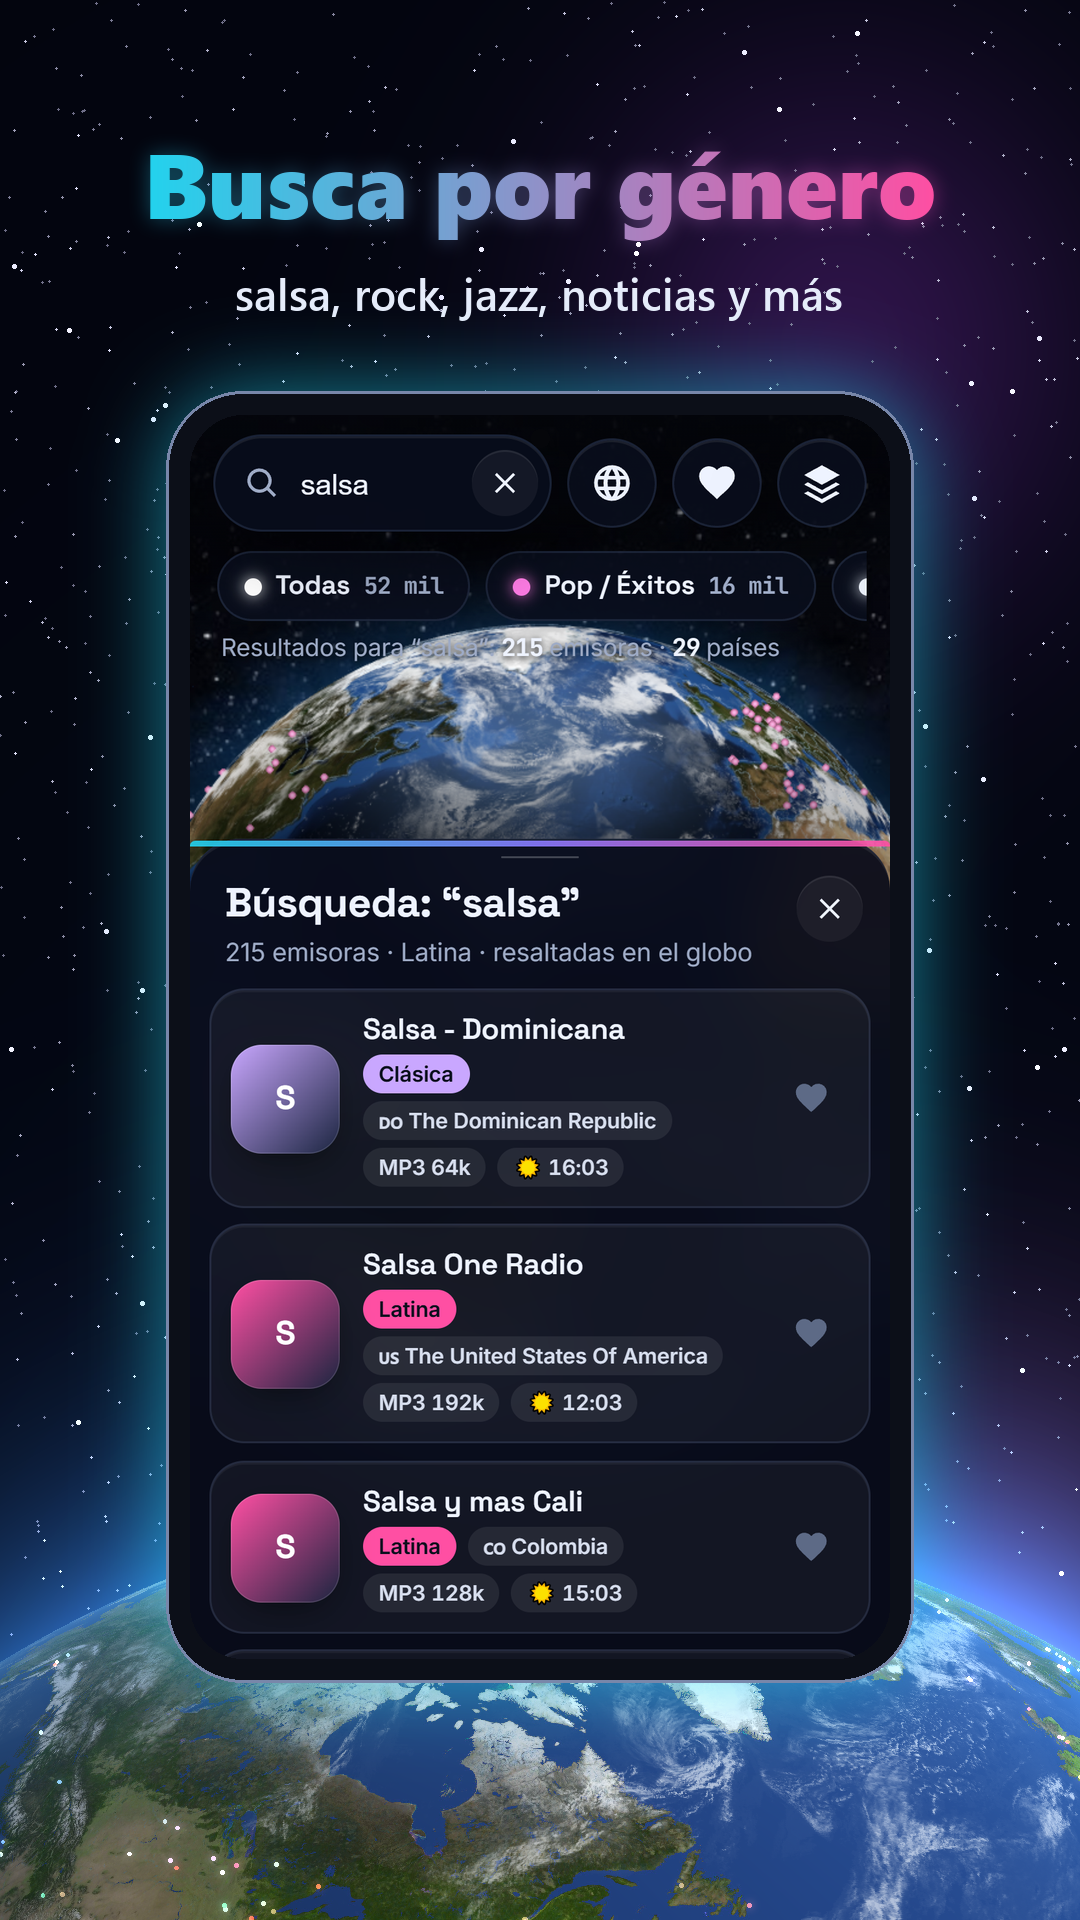 Busca por género
salsa, rock, jazz, noticias y más
salsa
Todas 52 mil
Pop / Éxitos 16 mil
Resultados para “salsa” · 215 emisoras · 29 países
Búsqueda: “salsa”
215 emisoras · Latina · resaltadas en el globo
S
Salsa - Dominicana
Clásica
DO The Dominican Republic
MP3 64k
16:03
S
Salsa One Radio
Latina
US The United States Of America
MP3 192k
12:03
S
Salsa y mas Cali
Latina
CO Colombia
MP3 128k
15:03